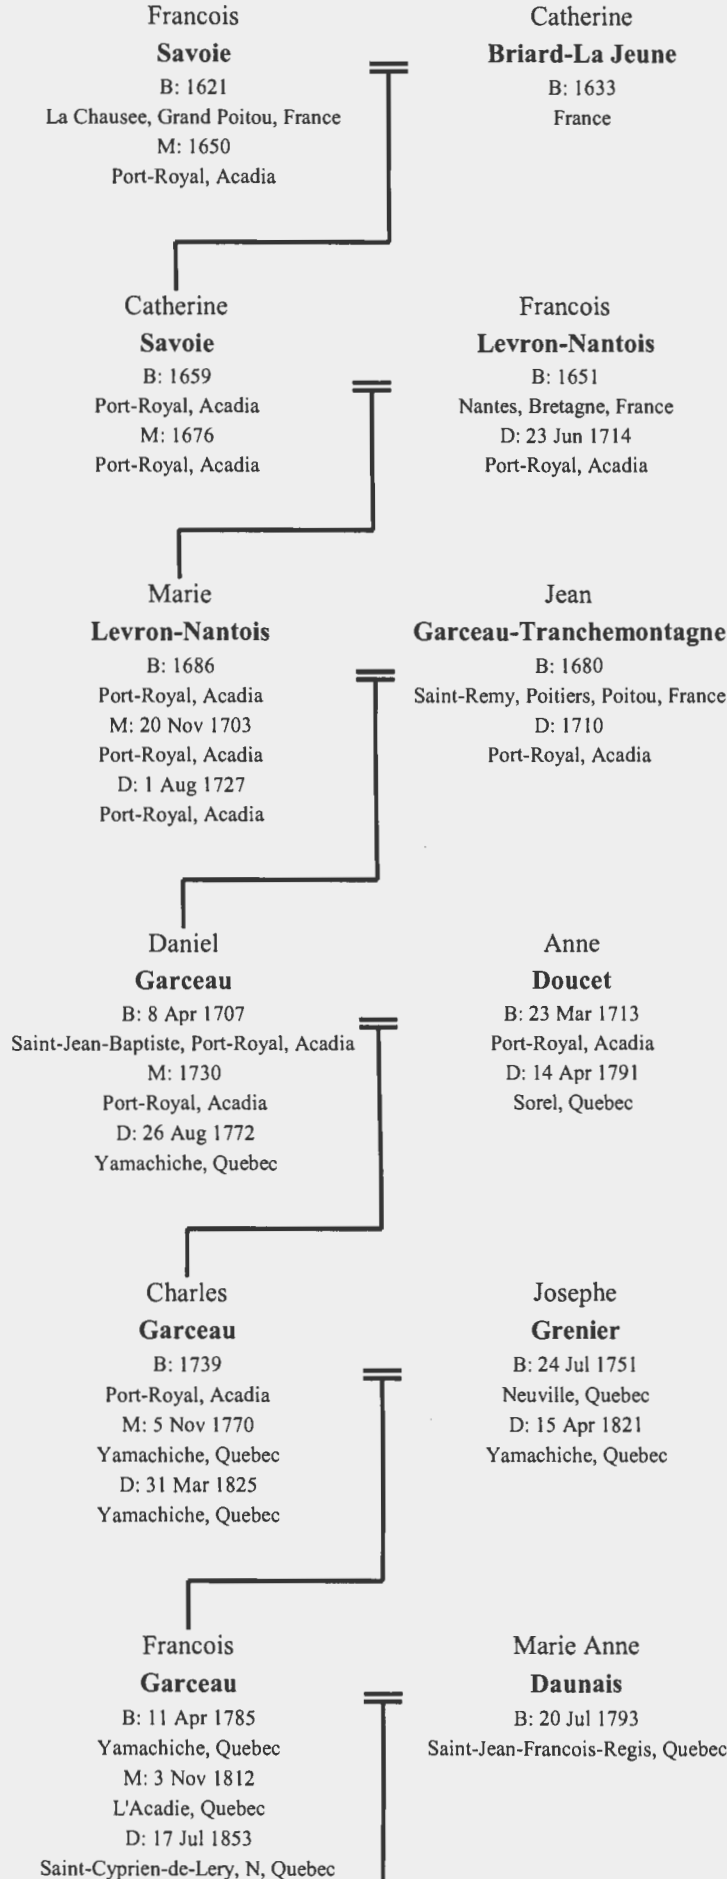 Francois
Savoie
B: 1621
La Chausee, Grand Poitou, France
M: 1650
Port-Royal, Acadia
Catherine
Briard-La Jeune
B: 1633
France
Catherine
Savoie
B: 1659
Port-Royal, Acadia
M: 1676
Port-Royal, Acadia
Francois
Levron-Nantois
B: 1651
Nantes, Bretagne, France
D: 23 Jun 1714
Port-Royal, Acadia
Marie
Levron-Nantois
B: 1686
Port-Royal, Acadia
M: 20 Nov 1703
Port-Royal, Acadia
D: 1 Aug 1727
Port-Royal, Acadia
Jean
Garceau-Tranchemontagne
B: 1680
Saint-Remy, Poitiers, Poitou, France
D: 1710
Port-Royal, Acadia
Daniel
Garceau
B: 8 Apr 1707
Saint-Jean-Baptiste, Port-Royal, Acadia
M: 1730
Port-Royal, Acadia
D: 26 Aug 1772
Yamachiche, Quebec
Anne
Doucet
B: 23 Mar 1713
Port-Royal, Acadia
D: 14 Apr 1791
Sorel, Quebec
Charles
Garceau
B: 1739
Port-Royal, Acadia
M: 5 Nov 1770
Yamachiche, Quebec
D: 31 Mar 1825
Yamachiche, Quebec
Josephe
Grenier
B: 24 Jul 1751
Neuville, Quebec
D: 15 Apr 1821
Yamachiche, Quebec
Francois
Garceau
B: 11 Apr 1785
Yamachiche, Quebec
M: 3 Nov 1812
L'Acadie, Quebec
D: 17 Jul 1853
Saint-Cyprien-de-Lery, N, Quebec
Marie Anne
Daunais
B: 20 Jul 1793
Saint-Jean-Francois-Regis, Quebec